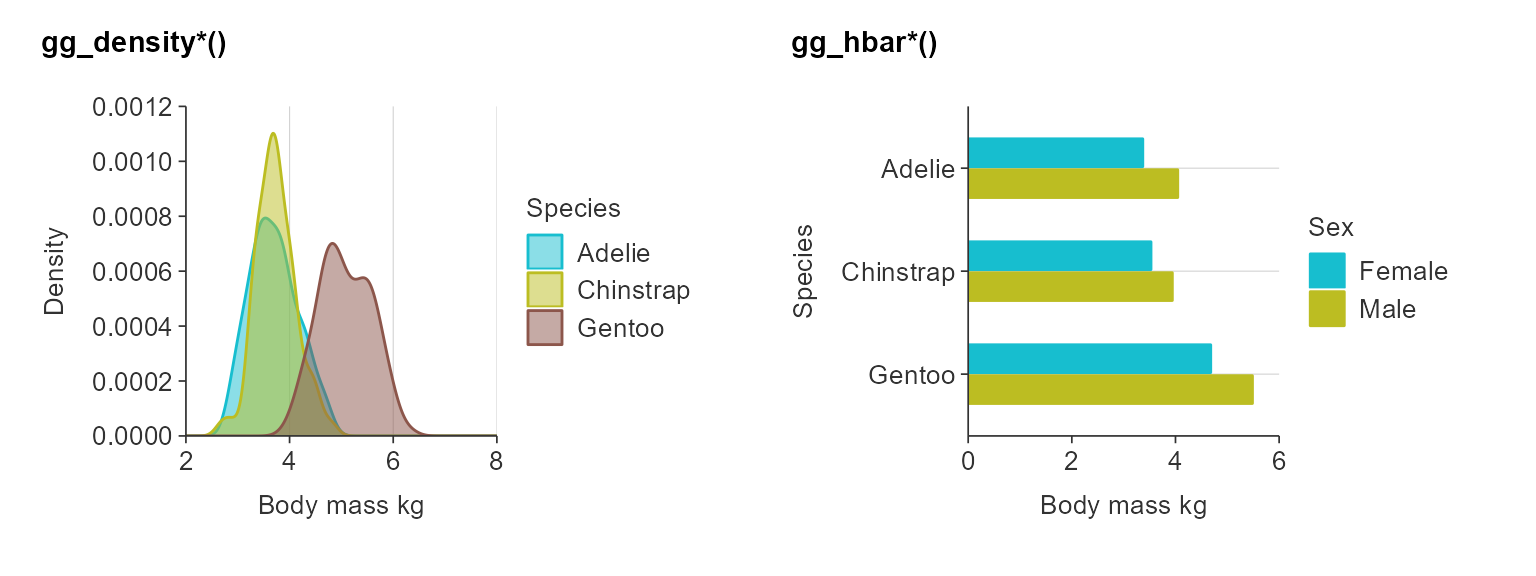 gg_density*()
0.0012
0.0010
0.0008
0.0006
0.0004
0.0002
0.0000
Density
2 4 6 8
Body mass kg
Species
Adelie
Chinstrap
Gentoo
gg_hbar*()
Species
Adelie
Chinstrap
Gentoo
0 2 4 6
Body mass kg
Sex
Female
Male